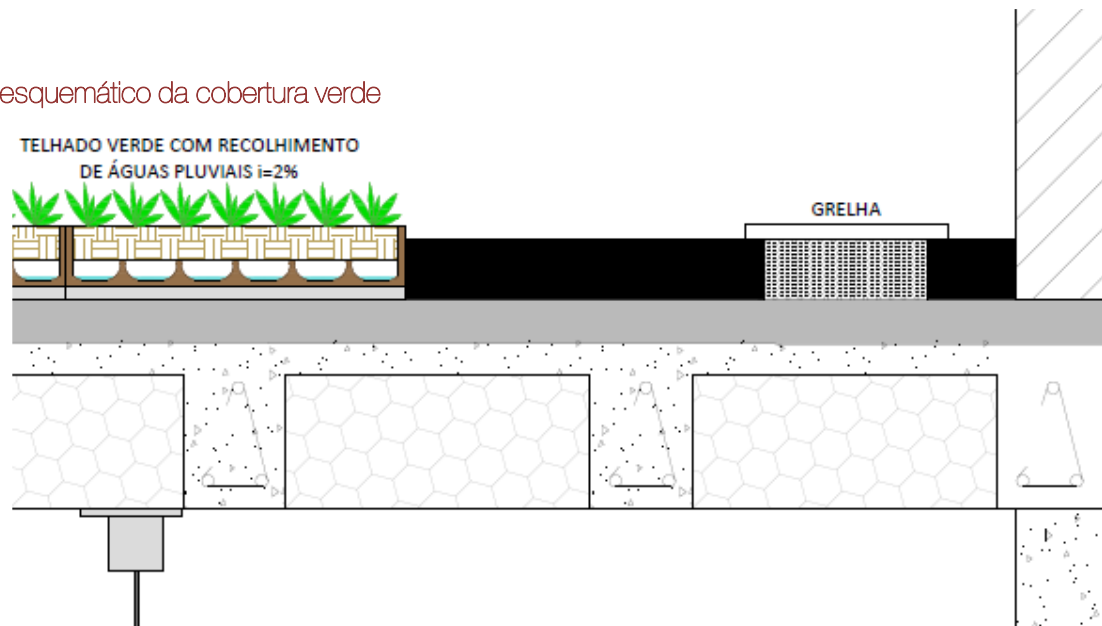 esquemático da cobertura verde
TELHADO VERDE COM RECOLHIMENTO
DE ÁGUAS PLUVIAIS i=2%
GRELHA